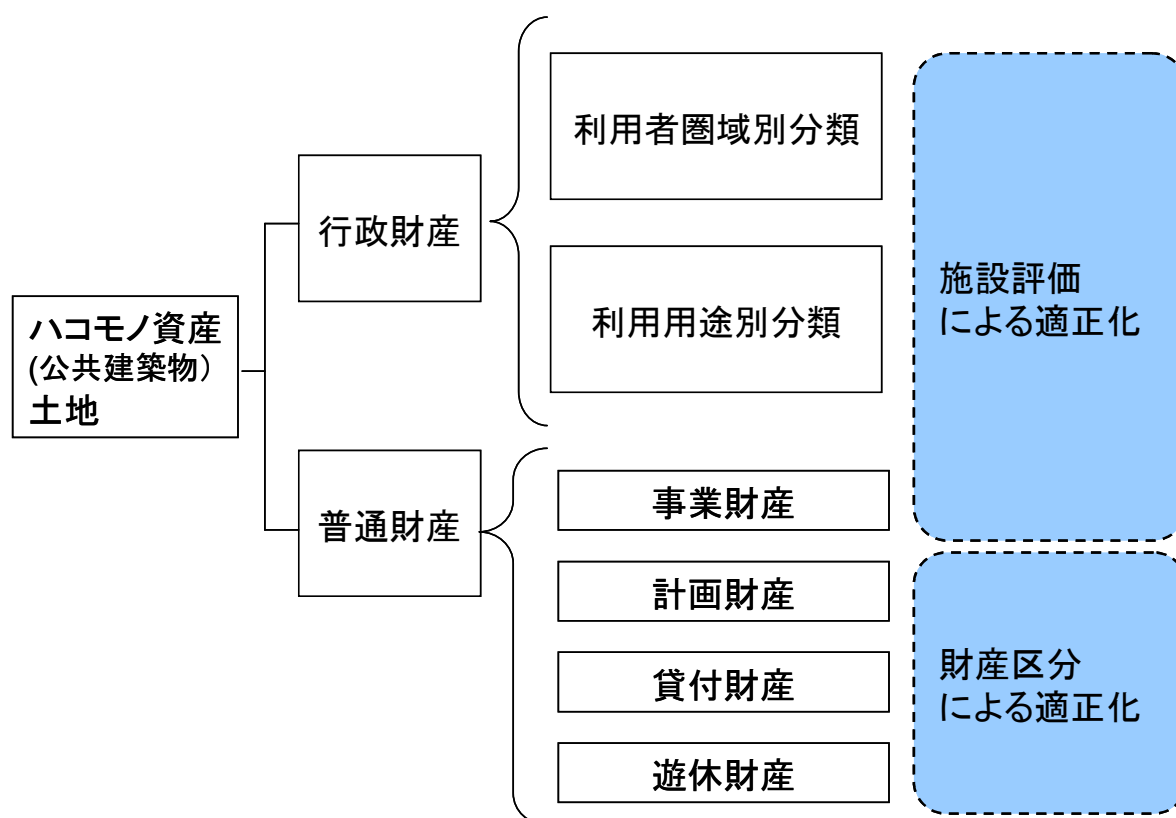 ハコモノ資産
(公共建築物）
土地
行政財産
普通財産
利用者圏域別分類
利用用途別分類
事業財産
計画財産
貸付財産
遊休財産
施設評価
による適正化
財産区分
による適正化